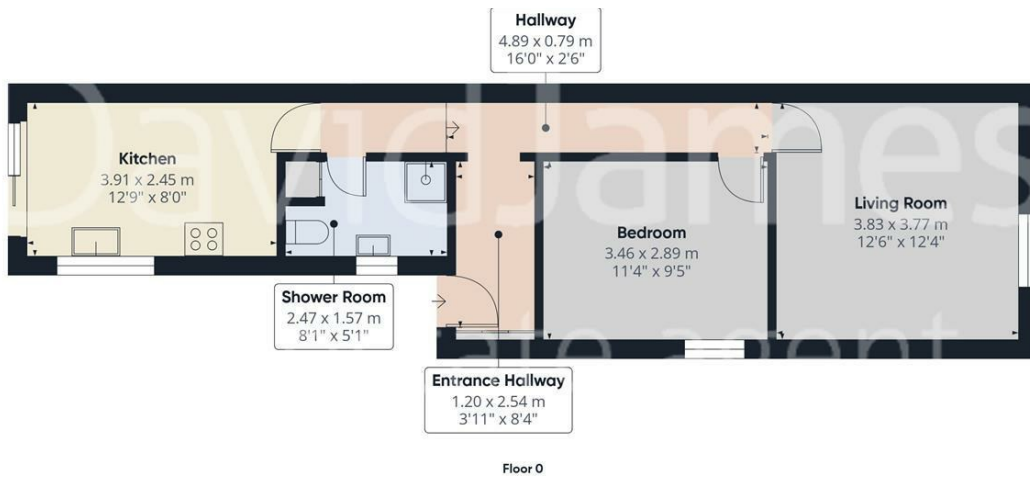 Hallway
4.89 x 0.79 m
16'0" x 2'6"
Kitchen
3.91 x 2.45 m
12'9" x 8'0"
Living Room
3.83 x 3.77 m
12'6" x 12'4"
Bedroom
3.46 x 2.89 m
11'4" x 9'5"
Shower Room
2.47 x 1.57 m
8'1" x 5'1"
Entrance Hallway
1.20 x 2.54 m
3'11" x 8'4"
Floor 0
DavidJames
estate agent